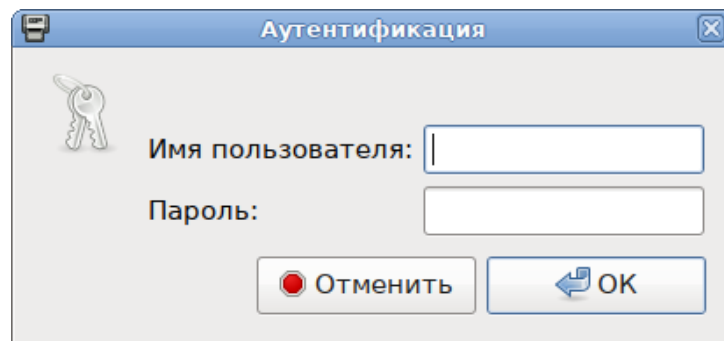 Аутентификация
Имя пользователя:
Пароль:
Отменить
OK